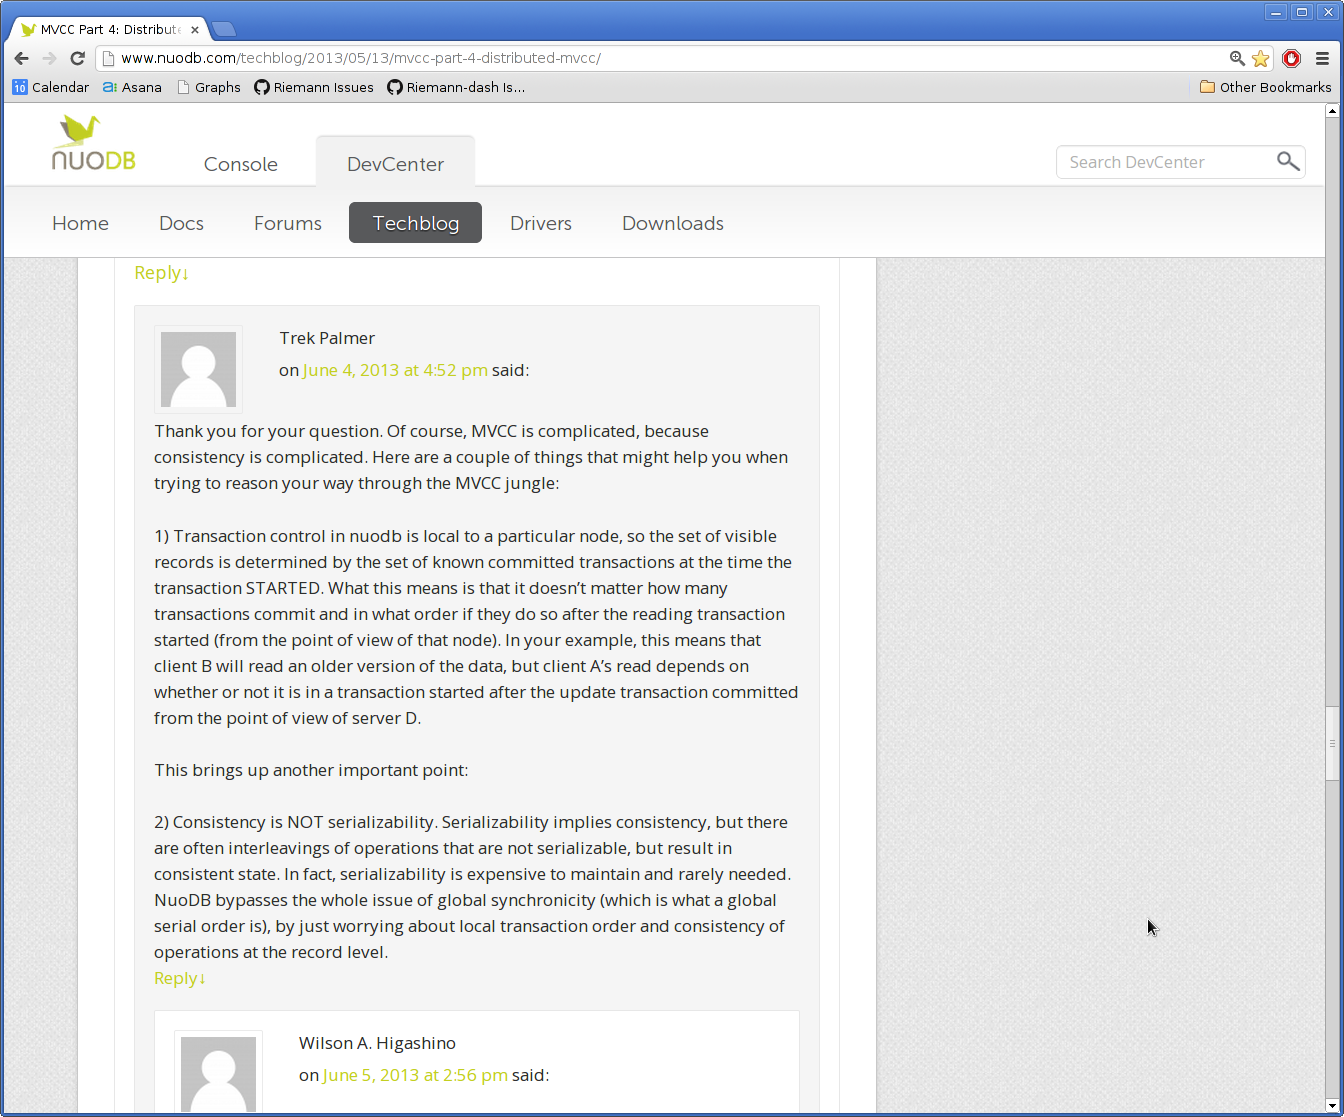 MVCC Part 4: Distribute
www.nuodb.com/techblog/2013/05/13/mvcc-part-4-distributed-mvcc/
10 Calendar a: Asana Graphs Riemann Issues Riemann-dash Is... Other Bookmarks
nuoDB Console DevCenter Search DevCenter
Home Docs Forums Techblog Drivers Downloads
Reply↓
Trek Palmer
on June 4, 2013 at 4:52 pm said:
Thank you for your question. Of course, MVCC is complicated, because
consistency is complicated. Here are a couple of things that might help you when
trying to reason your way through the MVCC jungle:
1) Transaction control in nuodb is local to a particular node, so the set of visible
records is determined by the set of known committed transactions at the time the
transaction STARTED. What this means is that it doesn’t matter how many
transactions commit and in what order if they do so after the reading transaction
started (from the point of view of that node). In your example, this means that
client B will read an older version of the data, but client A’s read depends on
whether or not it is in a transaction started after the update transaction committed
from the point of view of server D.
This brings up another important point:
2) Consistency is NOT serializability. Serializability implies consistency, but there
are often interleavings of operations that are not serializable, but result in
consistent state. In fact, serializability is expensive to maintain and rarely needed.
NuoDB bypasses the whole issue of global synchronicity (which is what a global
serial order is), by just worrying about local transaction order and consistency of
operations at the record level.
Reply↓
Wilson A. Higashino
on June 5, 2013 at 2:56 pm said: